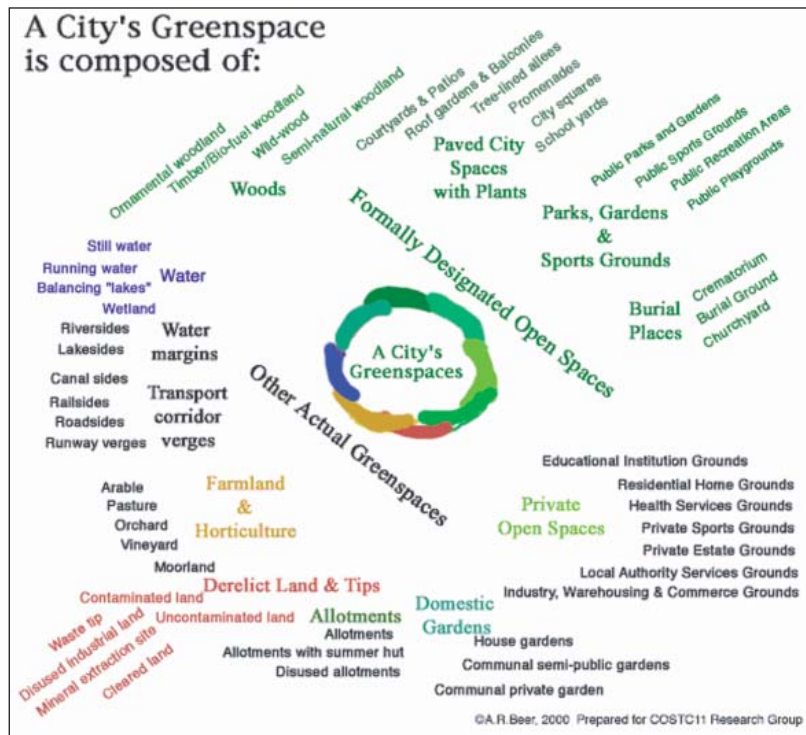 A City's Greenspace
is composed of:
Ornamental woodland
Timber/Bio-fuel woodland
Wild-wood
Semi-natural woodland
Woods
Courtyards & Patios
Roof gardens & Balconies
Tree-lined allees
Promenades
City squares
School yards
Paved City
Spaces
with Plants
Public Parks and Gardens
Public Sports Grounds
Public Recreation Areas
Public Playgrounds
Parks, Gardens
&
Sports Grounds
Crematorium
Burial Ground
Churchyard
Burial
Places
Formally Designated Open Spaces
A City's
Greenspaces
Other Actual Greenspaces
Still water
Running water
Balancing "lakes"
Wetland
Water
Riversides
Lakesides
Water
margins
Canal sides
Railsides
Roadsides
Runway verges
Transport
corridor
verges
Arable
Pasture
Orchard
Vineyard
Moorland
Farmland
&
Horticulture
Derelict Land & Tips
Contaminated land
Uncontaminated land
Waste tip
Disused industrial land
Mineral extraction site
Cleared land
Allotments
Allotments
Allotments with summer hut
Disused allotments
Domestic
Gardens
House gardens
Communal semi-public gardens
Communal private garden
Private
Open Spaces
Educational Institution Grounds
Residential Home Grounds
Health Services Grounds
Private Sports Grounds
Private Estate Grounds
Local Authority Services Grounds
Industry, Warehousing & Commerce Grounds
©A.R.Beer, 2000 Prepared for COSTC11 Research Group